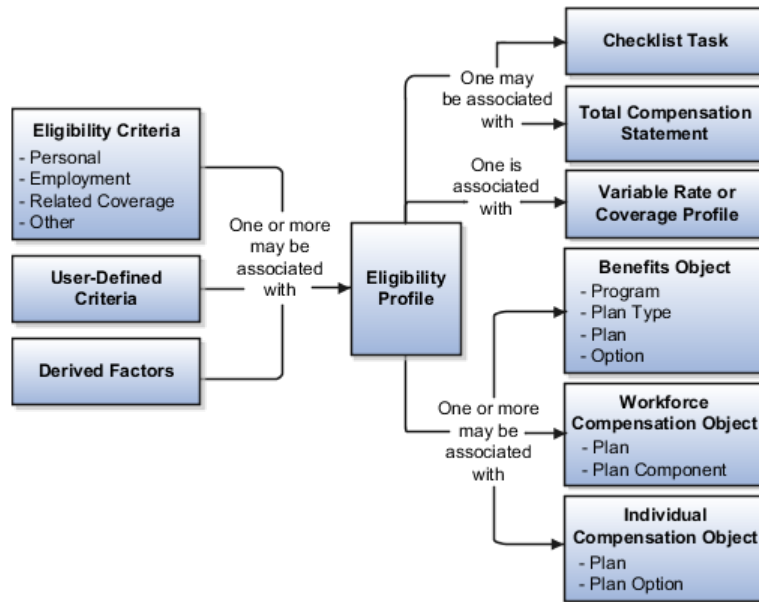 Eligibility Criteria
- Personal
- Employment
- Related Coverage
- Other
User-Defined
Criteria
Derived Factors
One or more
may be
associated
with
Eligibility
Profile
One may
be associated
with
Checklist Task
Total Compensation
Statement
One is
associated
with
Variable Rate or
Coverage Profile
One or more
may be
associated
with
Benefits Object
- Program
- Plan Type
- Plan
- Option
Workforce
Compensation Object
- Plan
- Plan Component
Individual
Compensation Object
- Plan
- Plan Option